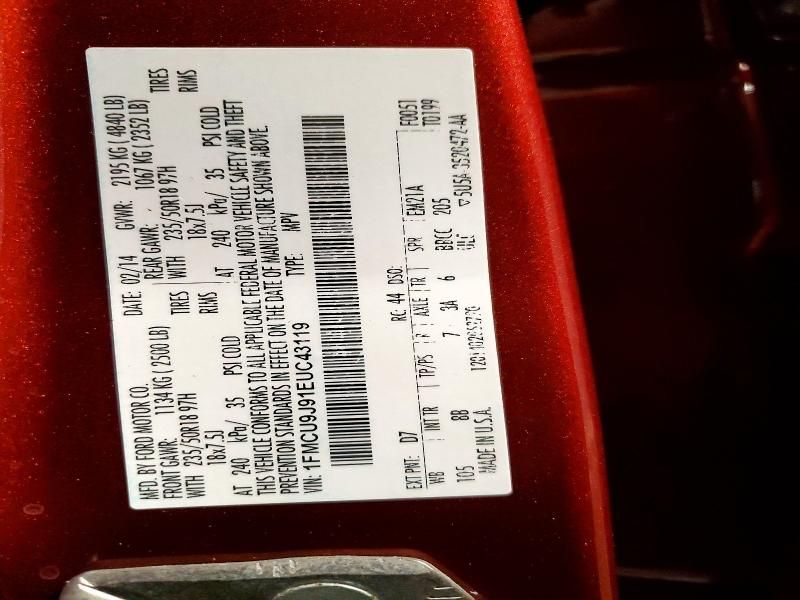 MFD. BY FORD MOTOR CO.
DATE: 02/14 GVWR: 2195 KG ( 4840 LB)
FRONT GAWR: 1134 KG ( 2500 LB) REAR GAWR: 1067 KG ( 2352 LB)
WITH 235/50R18 97H TIRES WITH 235/50R18 97H TIRES
18x7.5J RIMS 18x7.5J RIMS
AT 240 kPa/ 35 PSI COLD AT 240 kPa/ 35 PSI COLD
THIS VEHICLE CONFORMS TO ALL APPLICABLE FEDERAL MOTOR VEHICLE SAFETY AND THEFT
PREVENTION STANDARDS IN EFFECT ON THE DATE OF MANUFACTURE SHOWN ABOVE.
VIN: 1FMCU9J91EUC43119 TYPE: MPV
EXT PNT: D7 RC: 44 DSO: F0051
WB INT TR TP/PS R AXLE TR SPR EM21A T0199
105 8B 7 3A 6 BBCC 205
MADE IN U.S.A. ULC ▽5U5A-3520472-AA